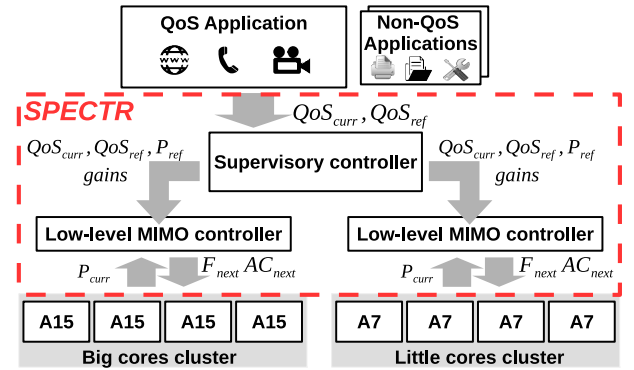 QoS Application
Non-QoS
Applications
www
SPECTR
QoS_curr, QoS_ref
QoS_curr, QoS_ref, P_ref
gains
Supervisory controller
QoS_curr, QoS_ref, P_ref
gains
Low-level MIMO controller
Low-level MIMO controller
P_curr
F_next AC_next
P_curr
F_next AC_next
A15 A15 A15 A15
A7 A7 A7 A7
Big cores cluster
Little cores cluster